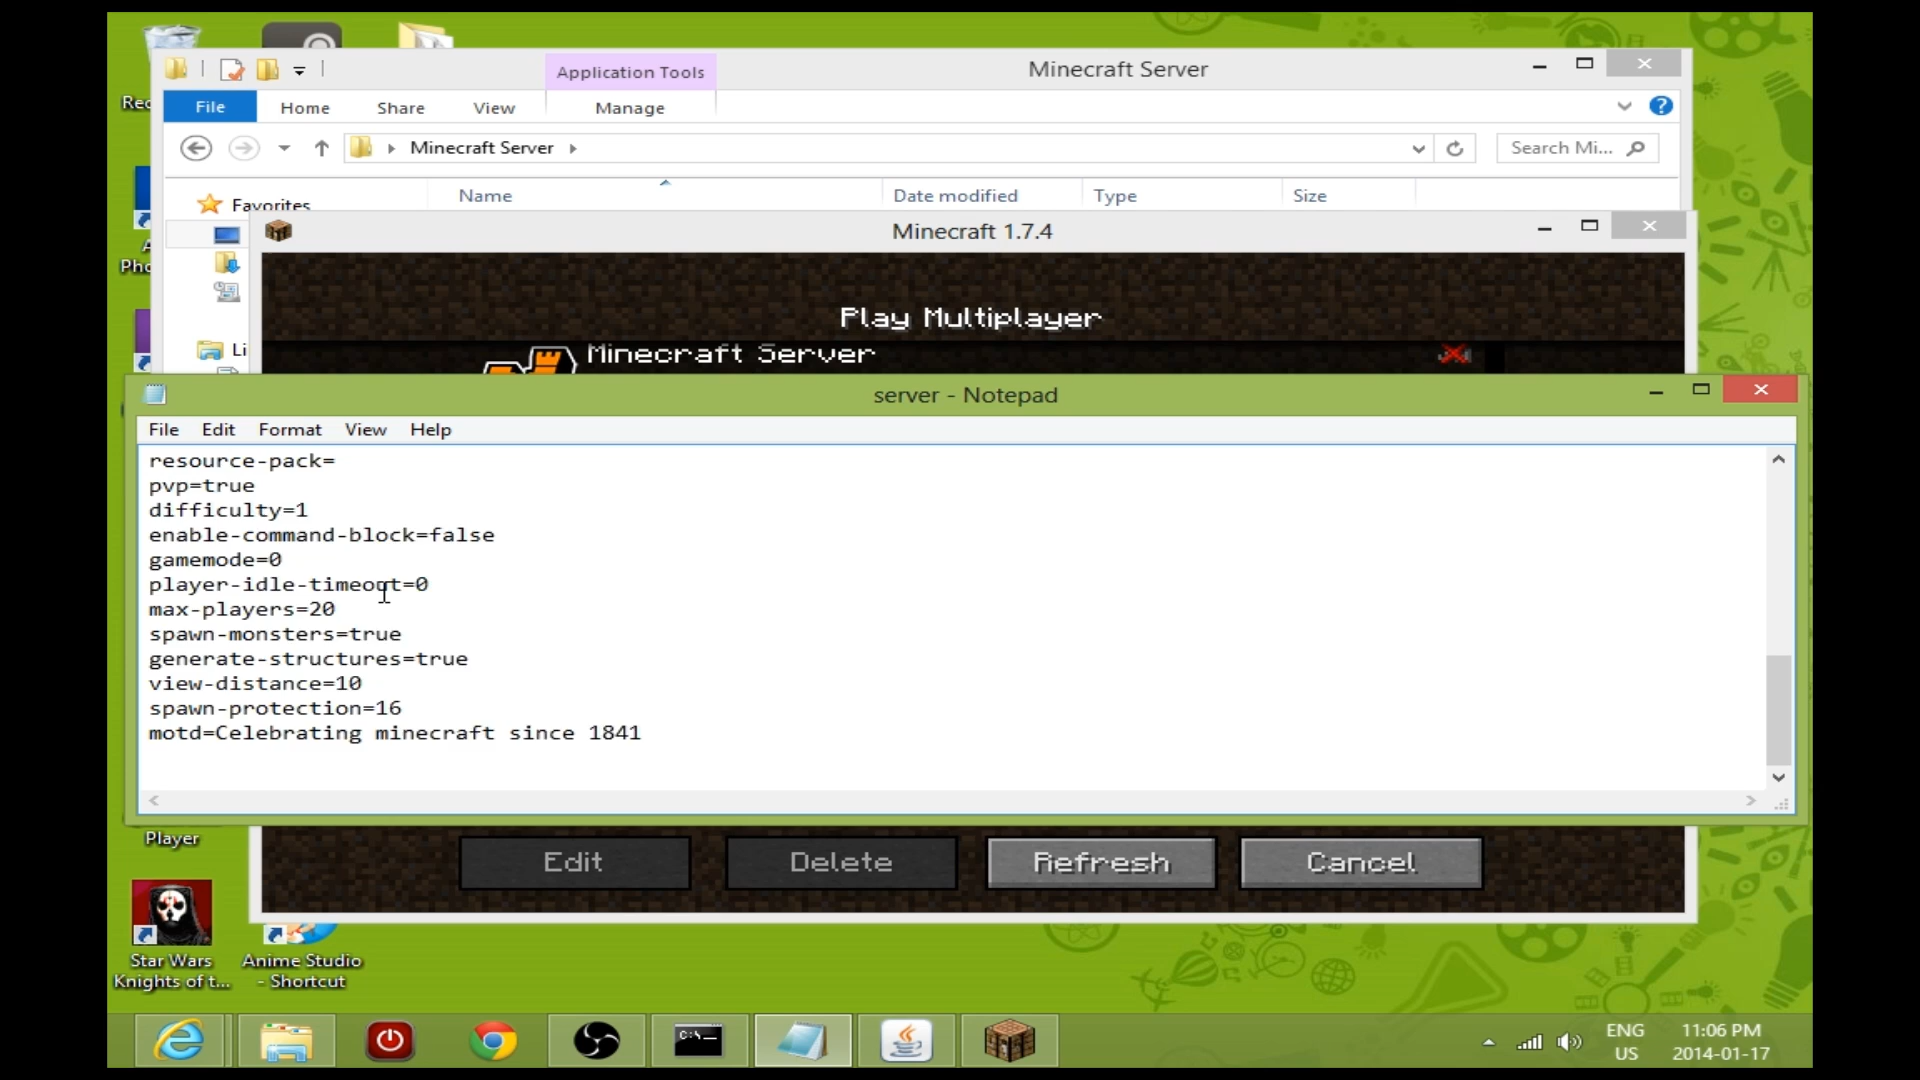 Rec
Application Tools
Minecraft Server
File
Home
Share
View
Manage
Minecraft Server
Search Mi...
Name
Date modified
Type
Size
Favorites
Minecraft 1.7.4
Pho
Play Multiplayer
Li
Minecraft Server
server - Notepad
File
Edit
Format
View
Help
resource-pack=
pvp=true
difficulty=1
enable-command-block=false
gamemode=0
player-idle-timeout=0
max-players=20
spawn-monsters=true
generate-structures=true
view-distance=10
spawn-protection=16
motd=Celebrating minecraft since 1841
Player
Edit
Delete
Refresh
Cancel
Star Wars
Knights of t...
Anime Studio
- Shortcut
C:\
ENG
US
11:06 PM
2014-01-17